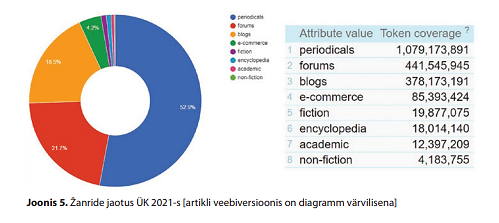 4.2%
18.5%
21.7%
52.9%
periodicals
forums
blogs
e-commerce
fiction
encyclopedia
academic
non-fiction
Attribute value Token coverage ?
1 periodicals 1,079,173,891
2 forums 441,545,945
3 blogs 378,173,191
4 e-commerce 85,393,424
5 fiction 19,877,075
6 encyclopedia 18,014,140
7 academic 12,397,209
8 non-fiction 4,183,755
Joonis 5. Žanride jaotus ÜK 2021-s [artikli veebiversioonis on diagramm värvilisena]